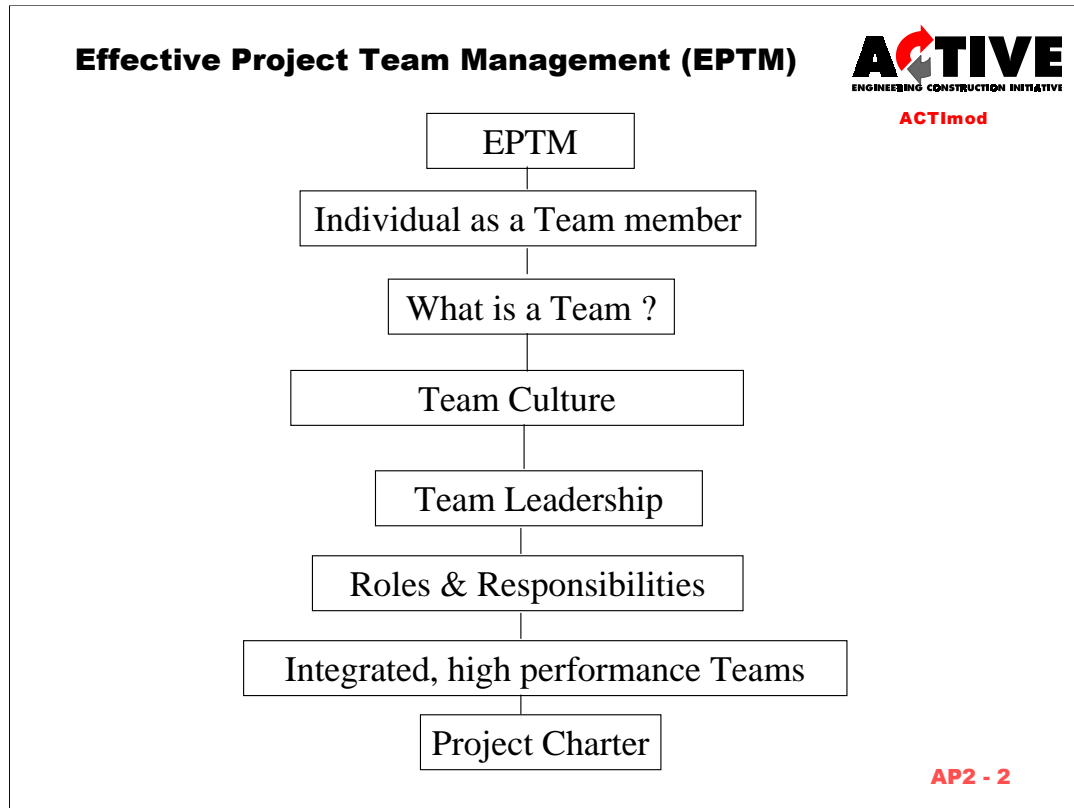 Effective Project Team Management (EPTM)
ACTIVE
ENGINEERING CONSTRUCTION INITIATIVE
ACTImod
EPTM
Individual as a Team member
What is a Team ?
Team Culture
Team Leadership
Roles & Responsibilities
Integrated, high performance Teams
Project Charter
AP2 - 2